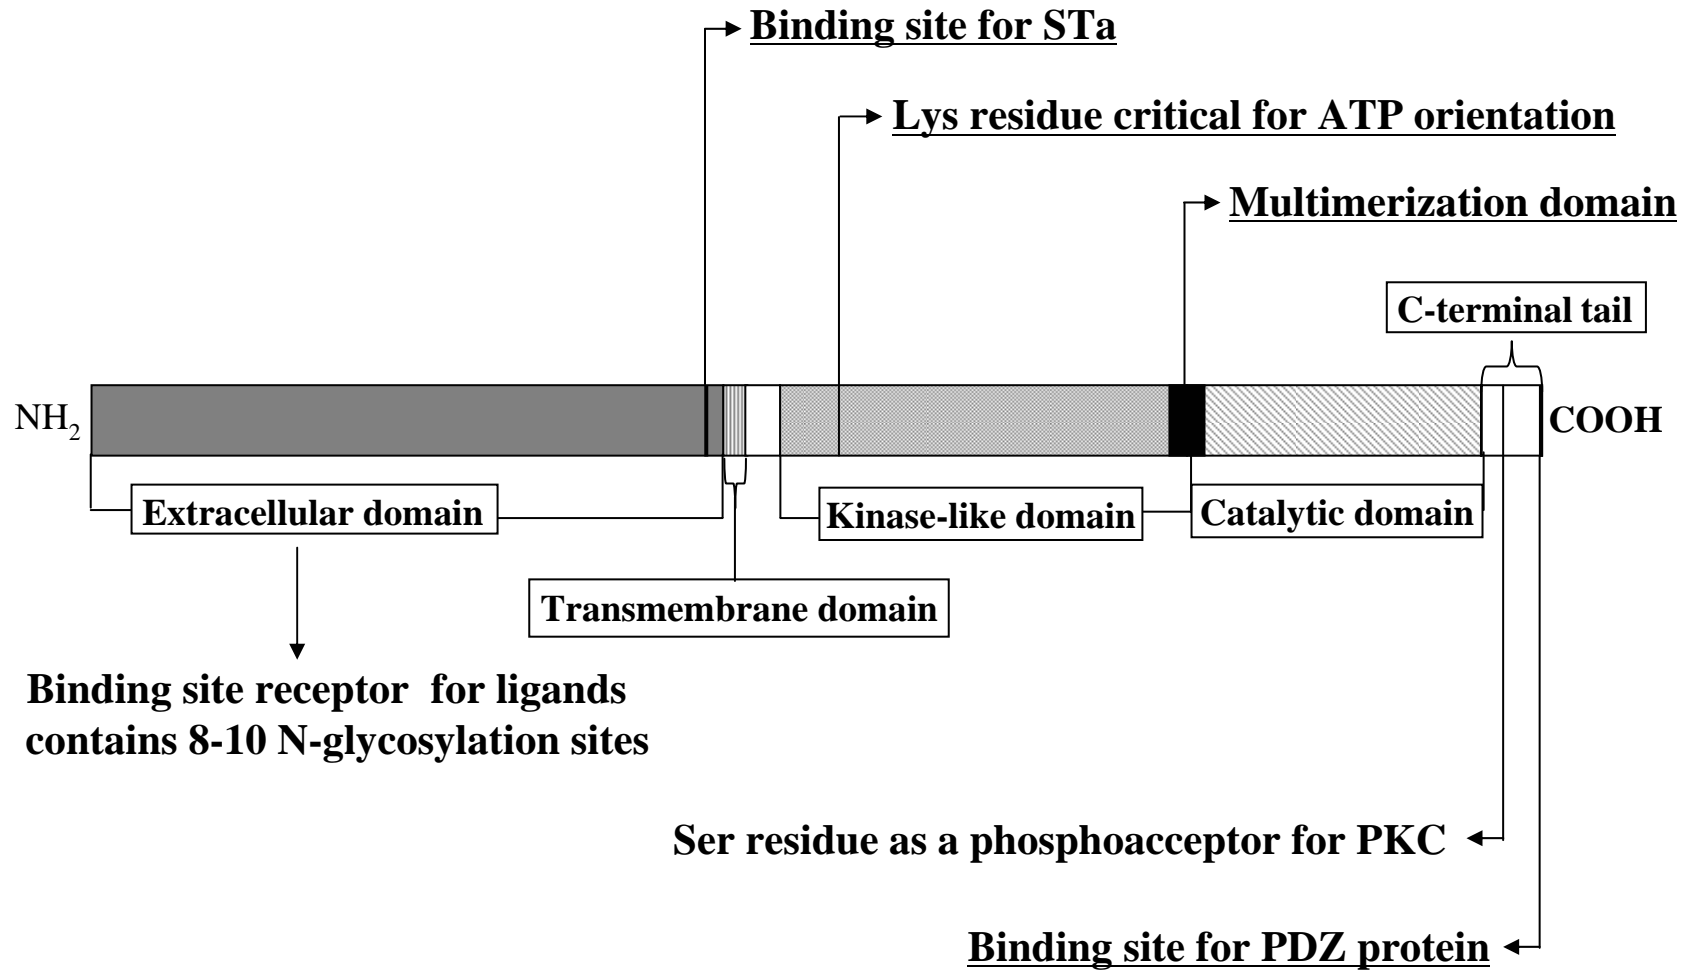 Binding site for STa
Lys residue critical for ATP orientation
Multimerization domain
C-terminal tail
NH2
COOH
Extracellular domain
Kinase-like domain
Catalytic domain
Transmembrane domain
Binding site receptor for ligands
contains 8-10 N-glycosylation sites
Ser residue as a phosphoacceptor for PKC
Binding site for PDZ protein